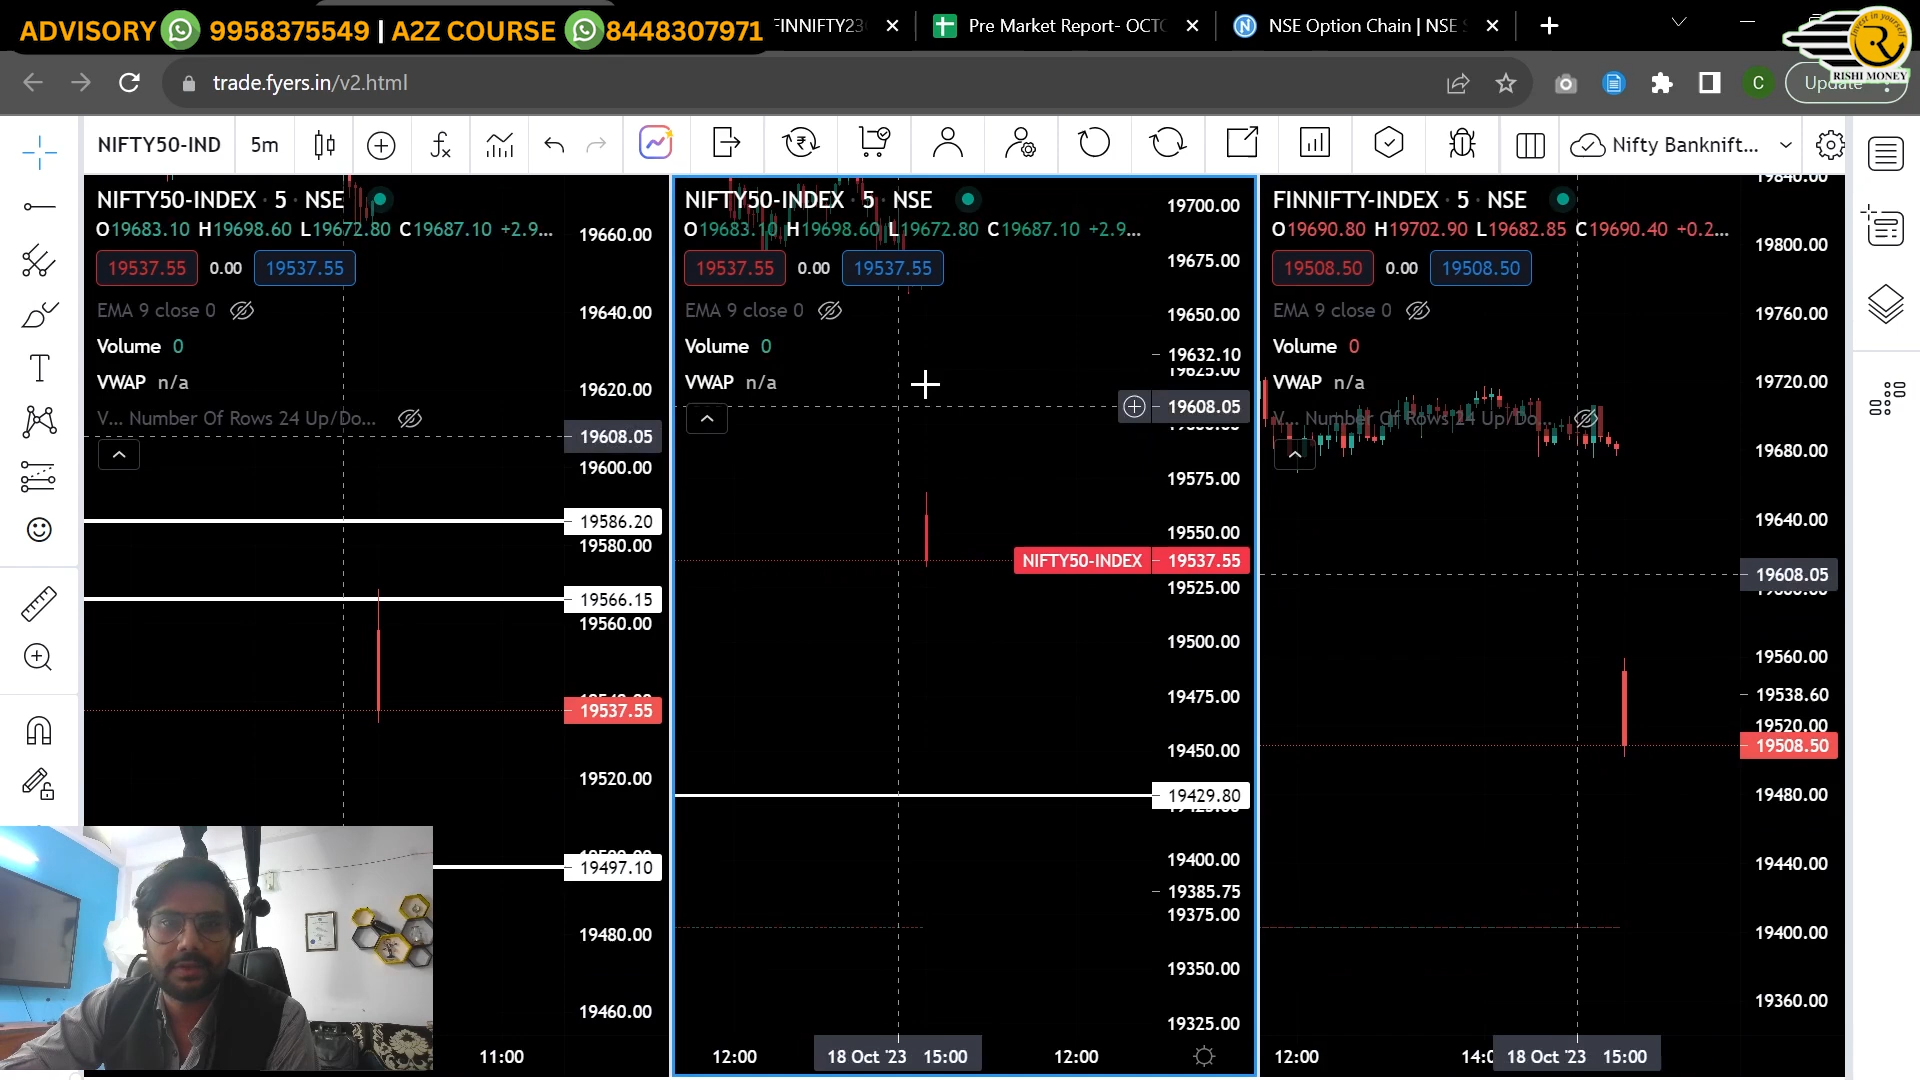 ADVISORY 9958375549 | A2Z COURSE 8448307971
FINNIFTY23
Pre Market Report- OCTO
NSE Option Chain | NSE
Invest in yourself
RISHI MONEY
trade.fyers.in/v2.html
C
Update
NIFTY50-IND
5m
Nifty Banknift...
NIFTY50-INDEX · 5 · NSE
O19683.10 H19698.60 L19672.80 C19687.10 +2.9...
19537.55 0.00 19537.55
EMA 9 close 0
Volume 0
VWAP n/a
V... Number Of Rows 24 Up/Do...
19660.00
19640.00
19620.00
19608.05
19600.00
19586.20
19580.00
19566.15
19560.00
19537.55
19520.00
19497.10
19480.00
19460.00
11:00
NIFTY50-INDEX · 5 · NSE
O19683.10 H19698.60 L19672.80 C19687.10 +2.9...
19537.55 0.00 19537.55
EMA 9 close 0
Volume 0
VWAP n/a
19700.00
19675.00
19650.00
19632.10
19625.00
19608.05
19575.00
19550.00
NIFTY50-INDEX 19537.55
19525.00
19500.00
19475.00
19450.00
19429.80
19400.00
19385.75
19375.00
19350.00
19325.00
12:00
18 Oct '23 15:00
12:00
FINNIFTY-INDEX · 5 · NSE
O19690.80 H19702.90 L19682.85 C19690.40 +0.2...
19508.50 0.00 19508.50
EMA 9 close 0
Volume 0
VWAP n/a
V... Number Of Rows 24 Up/Do...
19840.00
19800.00
19760.00
19720.00
19680.00
19640.00
19608.05
19560.00
19538.60
19520.00
19508.50
19480.00
19440.00
19400.00
19360.00
12:00
18 Oct '23 15:00